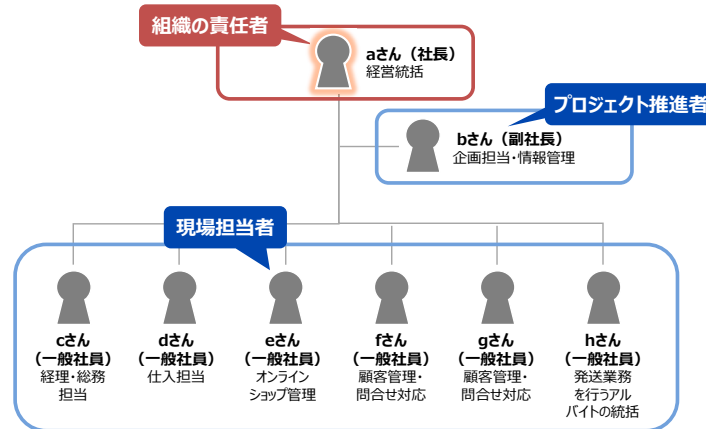 組織の責任者
aさん（社長）
経営統括
プロジェクト推進者
bさん（副社長）
企画担当・情報管理
現場担当者
cさん
（一般社員）
経理・総務
担当
dさん
（一般社員）
仕入担当
eさん
（一般社員）
オンライン
ショップ管理
fさん
（一般社員）
顧客管理・
問合せ対応
gさん
（一般社員）
顧客管理・
問合せ対応
hさん
（一般社員）
発送業務
を行うアル
バイトの統括